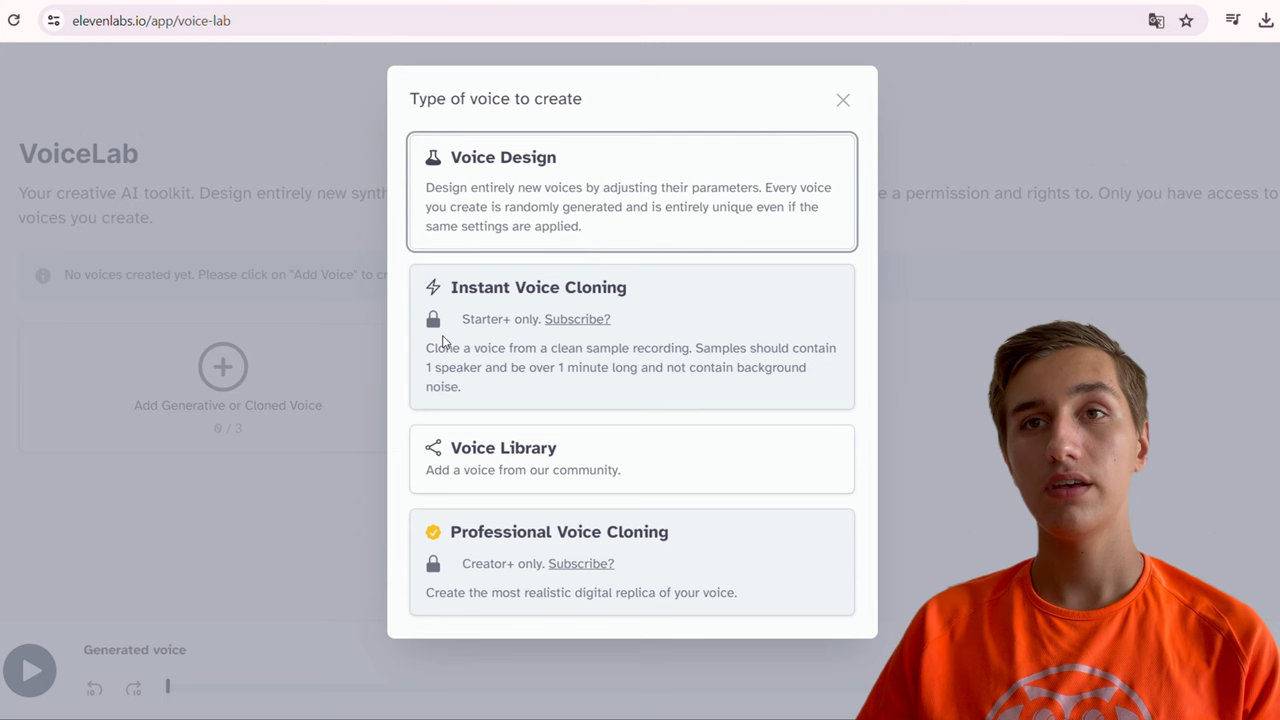 elevenlabs.io/app/voice-lab
Type of voice to create
Voice Design
Design entirely new voices by adjusting their parameters. Every voice
you create is randomly generated and is entirely unique even if the
same settings are applied.
Instant Voice Cloning
Starter+ only. Subscribe?
Clone a voice from a clean sample recording. Samples should contain
1 speaker and be over 1 minute long and not contain background
noise.
Voice Library
Add a voice from our community.
Professional Voice Cloning
Creator+ only. Subscribe?
Create the most realistic digital replica of your voice.
VoiceLab
Your creative AI toolkit. Design entirely new a permission and rights to. Only you have access to
voices you create.
No voices created yet. Please click on "Add Voice" to
Add Generative or Cloned Voice
0 / 3
Generated voice
10 10